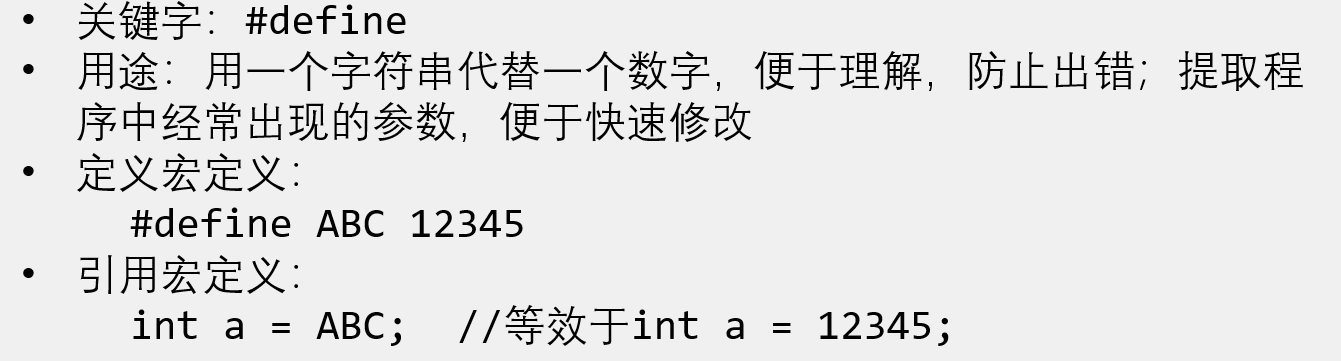 • 关键字：#define
• 用途：用一个字符串代替一个数字，便于理解，防止出错；提取程
序中经常出现的参数，便于快速修改
• 定义宏定义：
#define ABC 12345
• 引用宏定义：
int a = ABC;  //等效于int a = 12345;